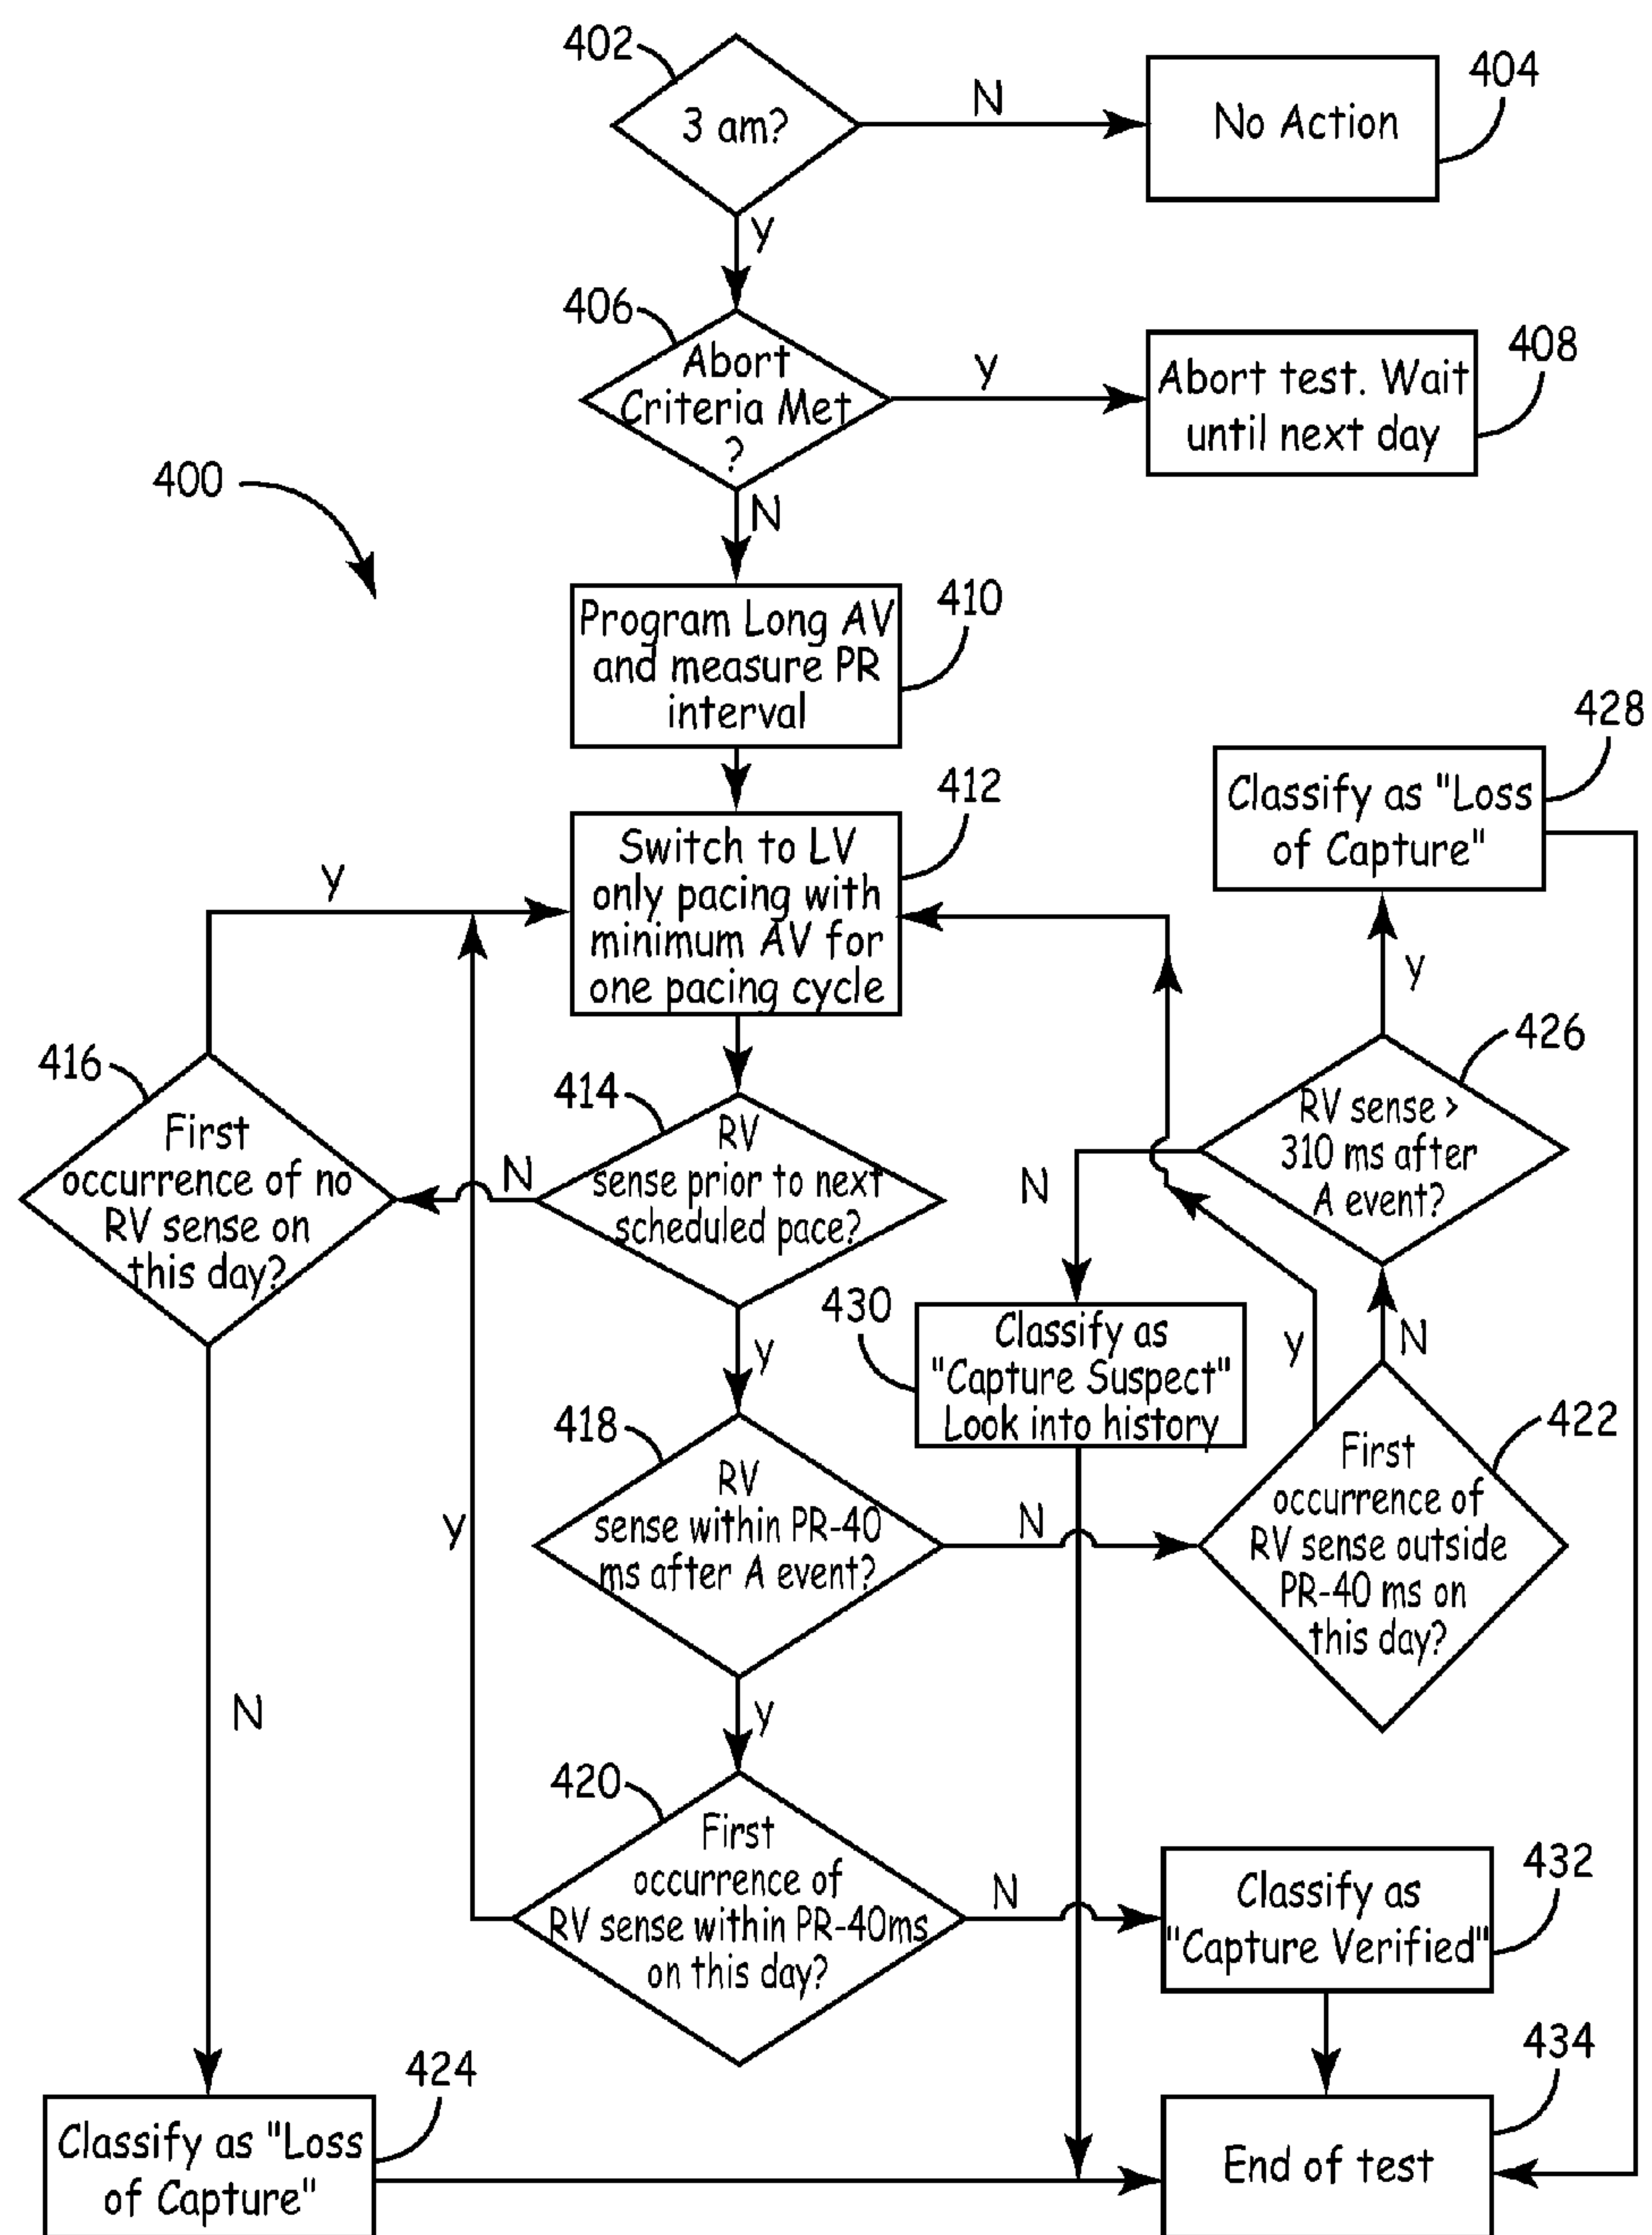 402
3 am?
N
No Action
404
Y
406
Abort
Criteria Met
?
Y
Abort test. Wait
until next day
408
400
N
Program Long AV
and measure PR
interval
410
428
Classify as "Loss
of Capture"
412
Switch to LV
only pacing with
minimum AV for
one pacing cycle
Y
Y
426
RV sense >
310 ms after
A event?
416
First
occurrence of no
RV sense on
this day?
N
414
RV
sense prior to next
scheduled pace?
N
430
Classify as
"Capture Suspect"
Look into history
Y
Y
N
422
First
occurrence of
RV sense outside
PR-40 ms on
this day?
418
RV
sense within PR-40
ms after A event?
N
Y
N
Y
420
First
occurrence of
RV sense within PR-40ms
on this day?
N
Classify as
"Capture Verified"
432
424
Classify as "Loss
of Capture"
434
End of test